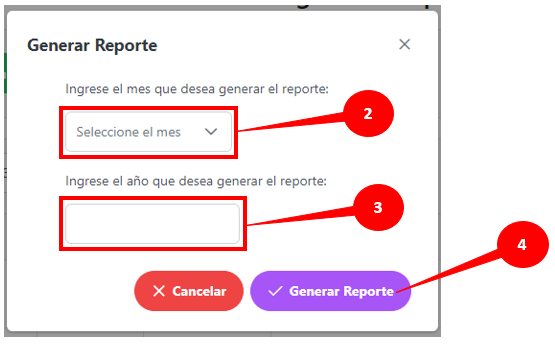 Generar Reporte
Ingrese el mes que desea generar el reporte:
Seleccione el mes
2
Ingrese el año que desea generar el reporte:
3
4
Cancelar
Generar Reporte